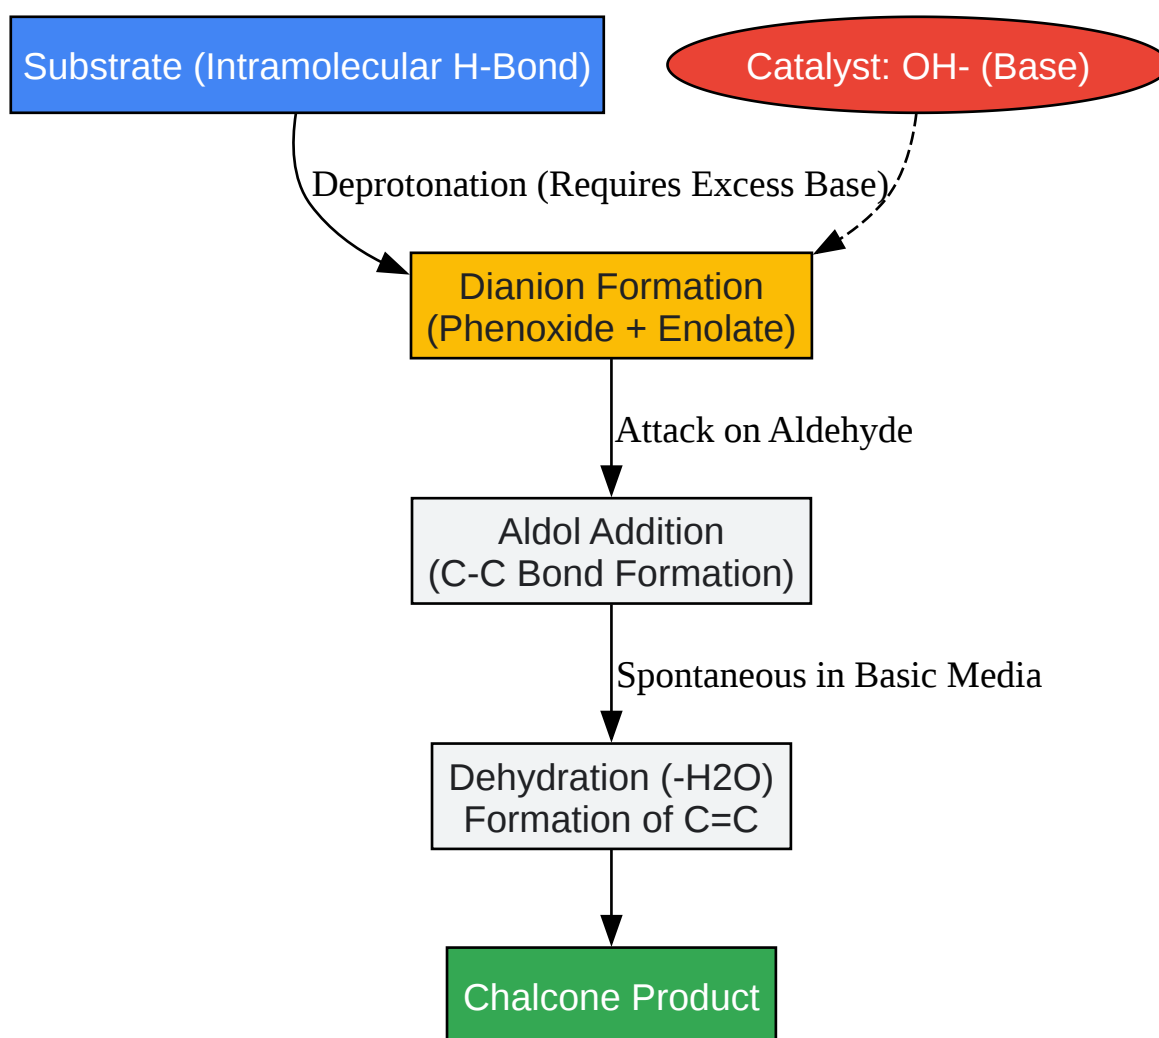 Substrate (Intramolecular H-Bond)
Catalyst: OH- (Base)
Deprotonation (Requires Excess Base)
Dianion Formation
(Phenoxide + Enolate)
Attack on Aldehyde
Aldol Addition
(C-C Bond Formation)
Spontaneous in Basic Media
Dehydration (-H2O)
Formation of C=C
Chalcone Product